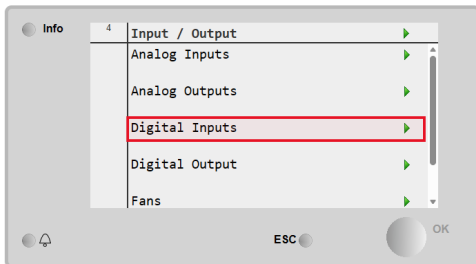 Info
4 Input / Output
Analog Inputs
Analog Outputs
Digital Inputs
Digital Output
Fans
ESC
OK